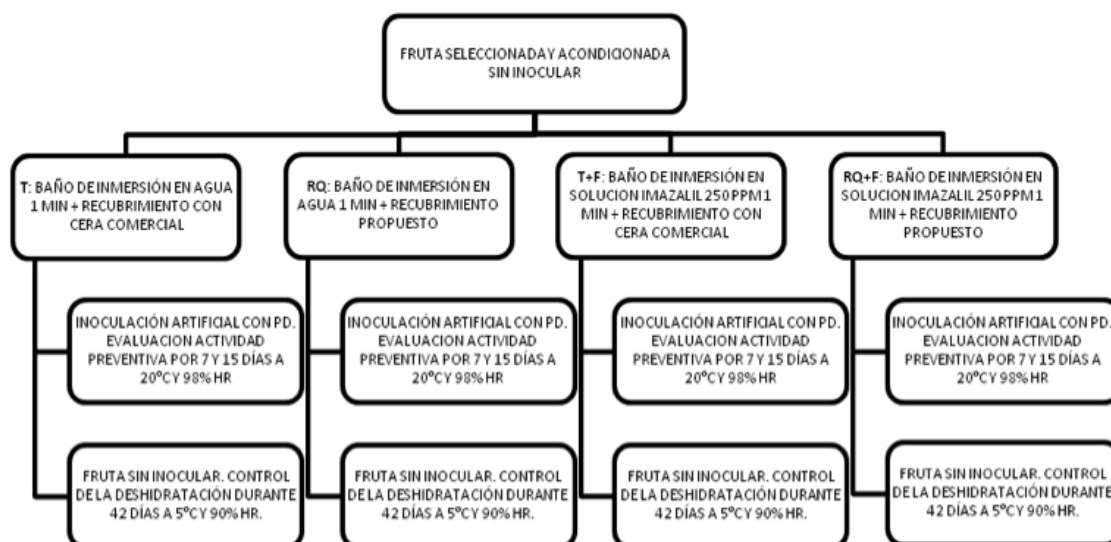 FRUTA SELECCIONADA Y ACONDICIONADA
SIN INOCULAR
T: BAÑO DE INMERSIÓN EN AGUA
1 MIN + RECUBRIMIENTO CON
CERA COMERCIAL
RQ: BAÑO DE INMERSIÓN EN
AGUA 1 MIN + RECUBRIMIENTO
PROPUESTO
T+F: BAÑO DE INMERSIÓN EN
SOLUCION IMAZALIL 250 PPM 1
MIN + RECUBRIMIENTO CON
CERA COMERCIAL
RQ+F: BAÑO DE INMERSIÓN EN
SOLUCION IMAZALIL 250 PPM 1
MIN + RECUBRIMIENTO
PROPUESTO
INOCULACIÓN ARTIFICIAL CON PD.
EVALUACION ACTIVIDAD
PREVENTIVA POR 7 Y 15 DÍAS A
20ºC Y 98% HR
INOCULACIÓN ARTIFICIAL CON PD.
EVALUACION ACTIVIDAD
PREVENTIVA POR 7 Y 15 DÍAS A
20ºC Y 98% HR
INOCULACIÓN ARTIFICIAL CON PD.
EVALUACION ACTIVIDAD
PREVENTIVA POR 7 Y 15 DÍAS A
20ºC Y 98% HR
INOCULACIÓN ARTIFICIAL CON PD.
EVALUACION ACTIVIDAD
PREVENTIVA POR 7 Y 15 DÍAS A
20ºC Y 98% HR
FRUTA SIN INOCULAR. CONTROL
DE LA DESHIDRATACIÓN DURANTE
42 DÍAS A 5ºC Y 90% HR.
FRUTA SIN INOCULAR. CONTROL
DE LA DESHIDRATACIÓN DURANTE
42 DÍAS A 5ºC Y 90% HR.
FRUTA SIN INOCULAR. CONTROL
DE LA DESHIDRATACIÓN DURANTE
42 DÍAS A 5ºC Y 90% HR.
FRUTA SIN INOCULAR. CONTROL
DE LA DESHIDRATACIÓN DURANTE
42 DÍAS A 5ºC Y 90% HR.